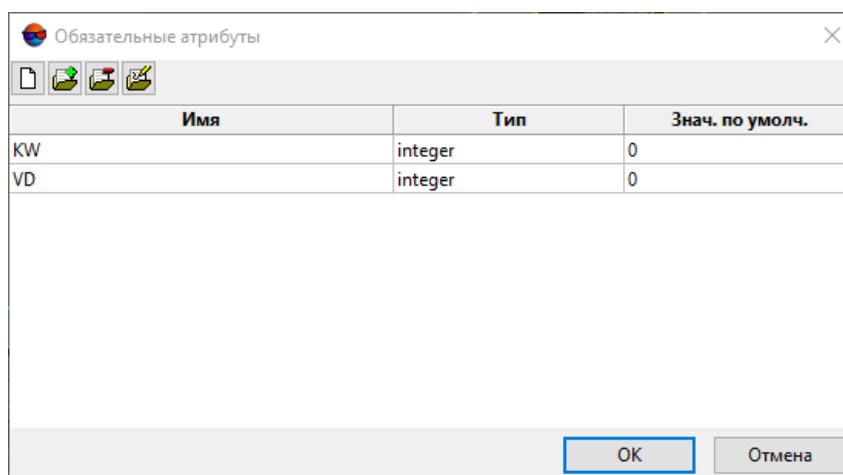 Обязательные атрибуты
Имя Тип Знач. по умолч.
KW integer 0
VD integer 0
OK Отмена